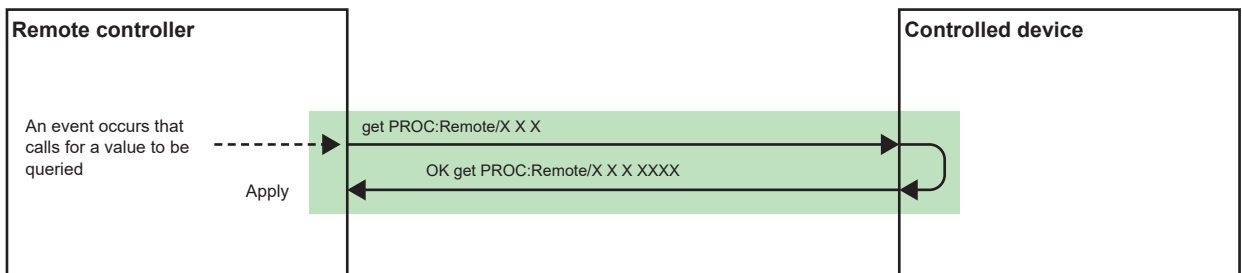 Remote controller
Controlled device
An event occurs that
calls for a value to be
queried
get PROC:Remote/X X X
OK get PROC:Remote/X X X XXXX
Apply